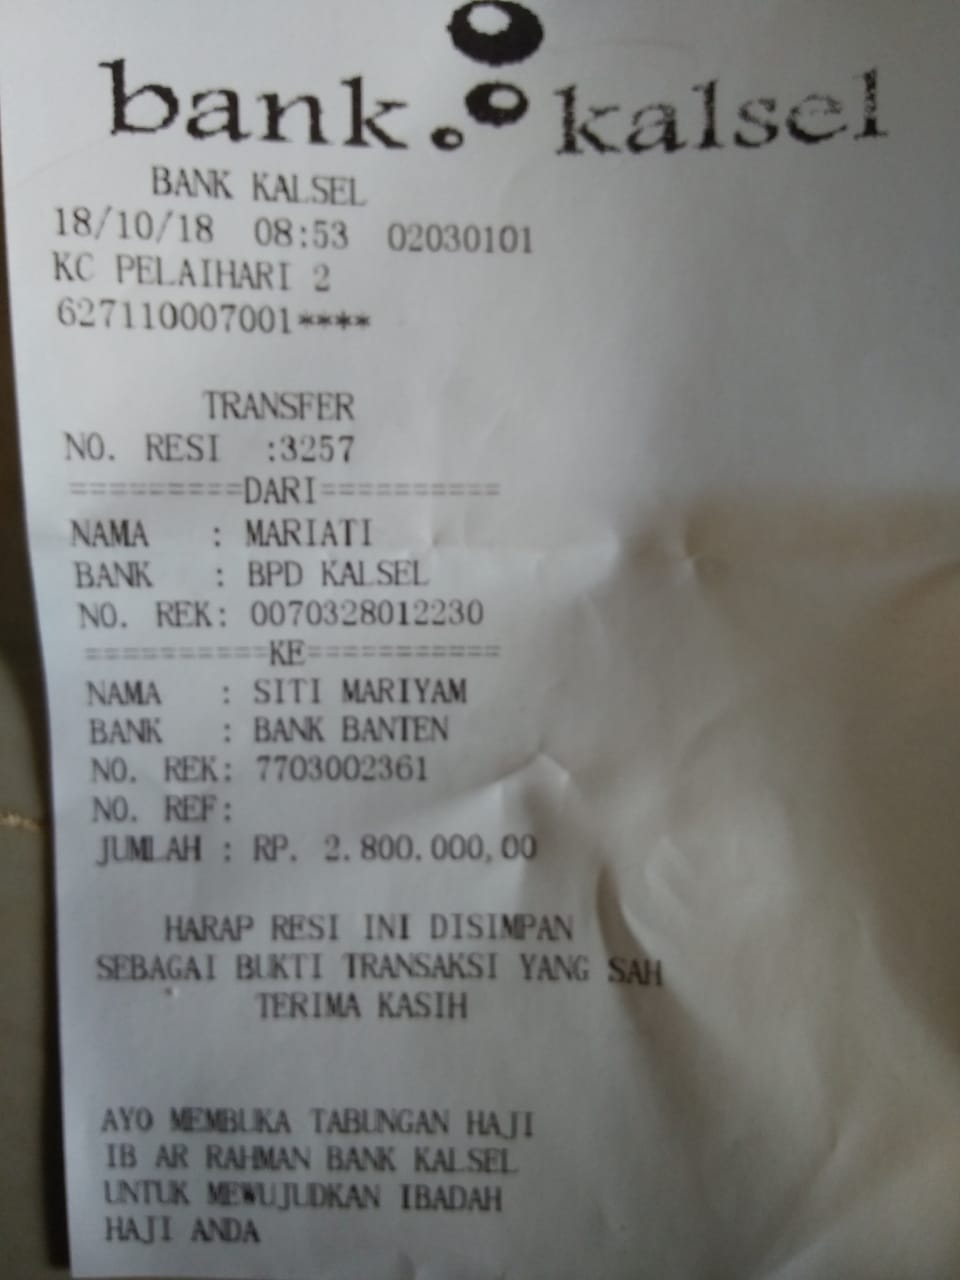 bank kalsel
BANK KALSEL
18/10/18 08:53 02030101
KC PELAIHARI 2
627110007001****
TRANSFER
NO. RESI :3257
=========DARI==========
NAMA : MARIATI
BANK : BPD KALSEL
NO. REK: 0070328012230
==========KE===========
NAMA : SITI MARIYAM
BANK : BANK BANTEN
NO. REK: 7703002361
NO. REF:
JUMLAH : RP. 2.800.000,00
HARAP RESI INI DISIMPAN
SEBAGAI BUKTI TRANSAKSI YANG SAH
TERIMA KASIH
AYO MEMBUKA TABUNGAN HAJI
IB AR RAHMAN BANK KALSEL
UNTUK MEWUJUDKAN IBADAH
HAJI ANDA